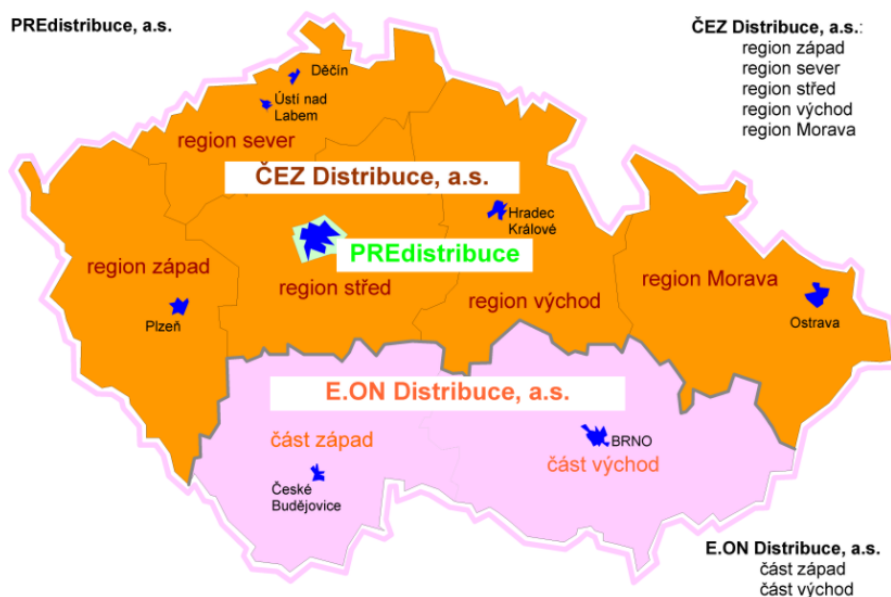 PREdistribuce, a.s.
ČEZ Distribuce, a.s.:
region západ
region sever
region střed
region východ
region Morava
Děčín
Ústí nad
Labem
region sever
ČEZ Distribuce, a.s.
Hradec
Králové
PREdistribuce
region západ
region střed
region východ
region Morava
Plzeň
Ostrava
E.ON Distribuce, a.s.
část západ
BRNO
část východ
České
Budějovice
E.ON Distribuce, a.s.
část západ
část východ